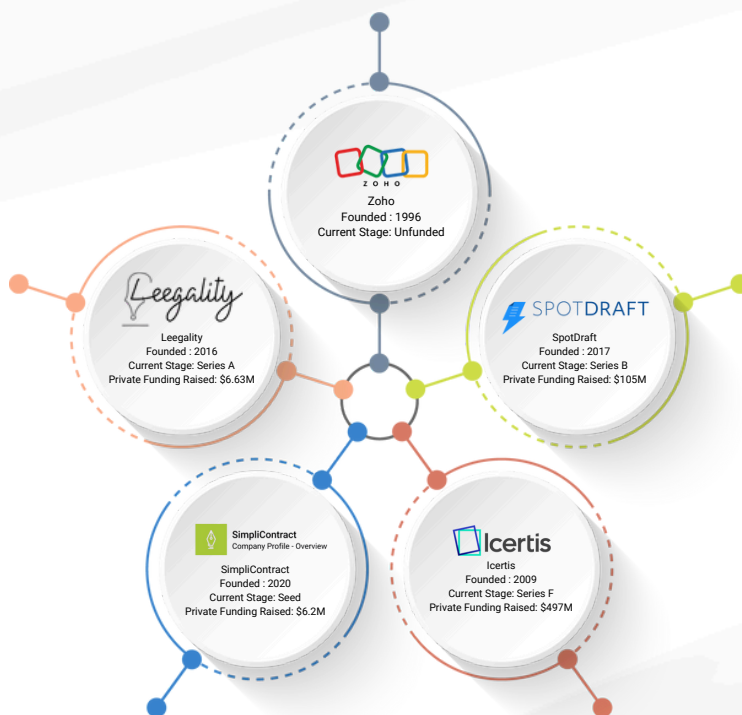 ZOHO
Zoho
Founded : 1996
Current Stage: Unfunded
Leegality
Leegality
Founded : 2016
Current Stage: Series A
Private Funding Raised: $6.63M
SPOTDRAFT
SpotDraft
Founded : 2017
Current Stage: Series B
Private Funding Raised: $105M
SimpliContract
Company Profile - Overview
SimpliContract
Founded : 2020
Current Stage: Seed
Private Funding Raised: $6.2M
Icertis
Icertis
Founded : 2009
Current Stage: Series F
Private Funding Raised: $497M